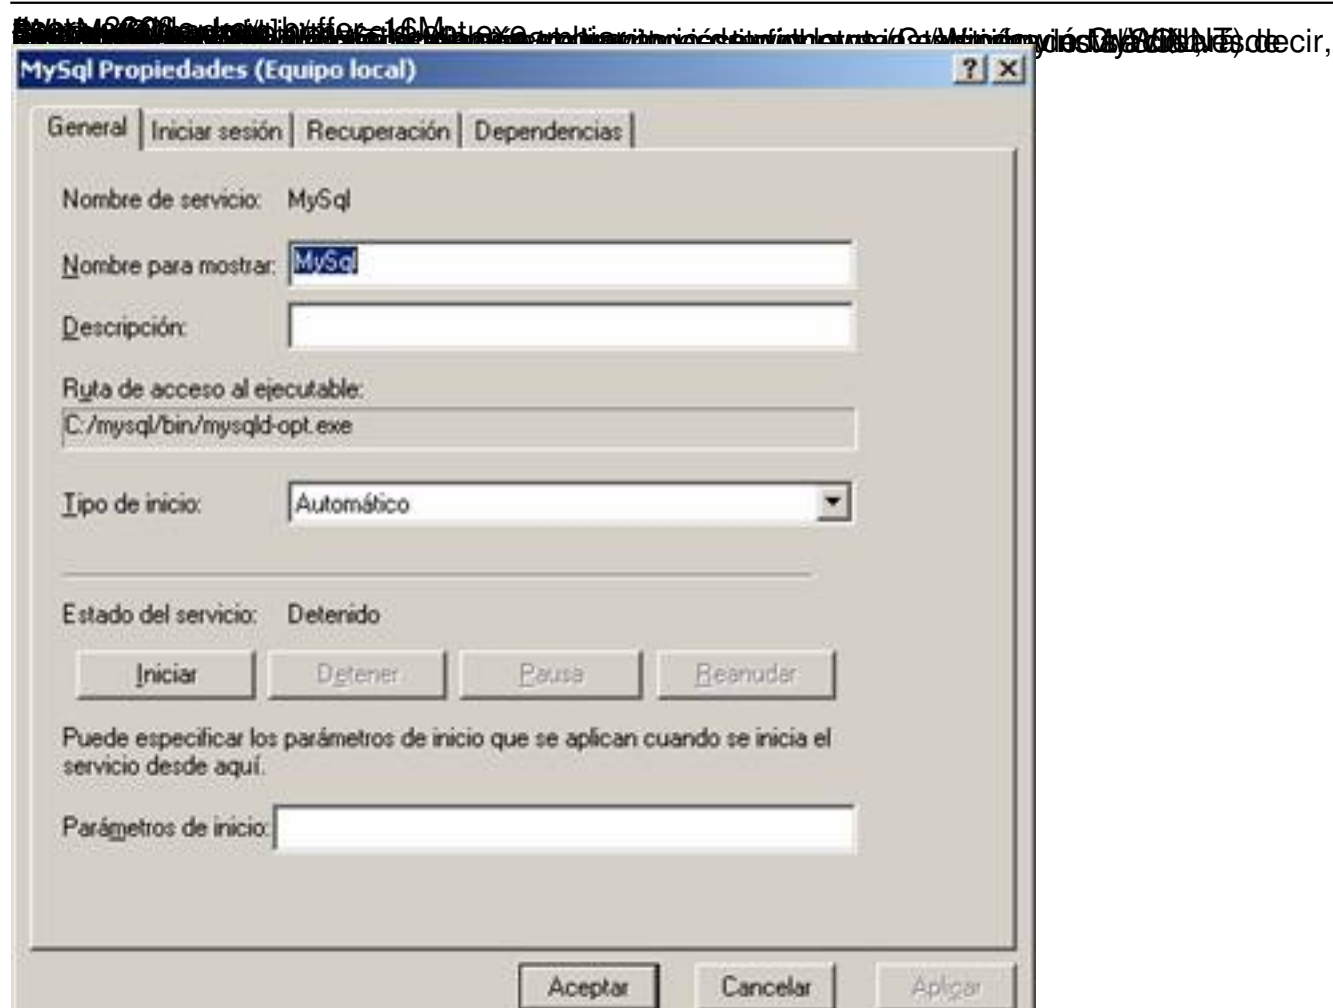 decir,
MySql Propiedades (Equipo local)
General Iniciar sesión Recuperación Dependencias
Nombre de servicio: MySql
Nombre para mostrar: MySql
Descripción:
Ruta de acceso al ejecutable:
C:/mysql/bin/mysqld-opt.exe
Tipo de inicio: Automático
Estado del servicio: Detenido
Iniciar Detener Pausa Reanudar
Puede especificar los parámetros de inicio que se aplican cuando se inicia el
servicio desde aquí.
Parámetros de inicio:
Aceptar Cancelar Aplicar